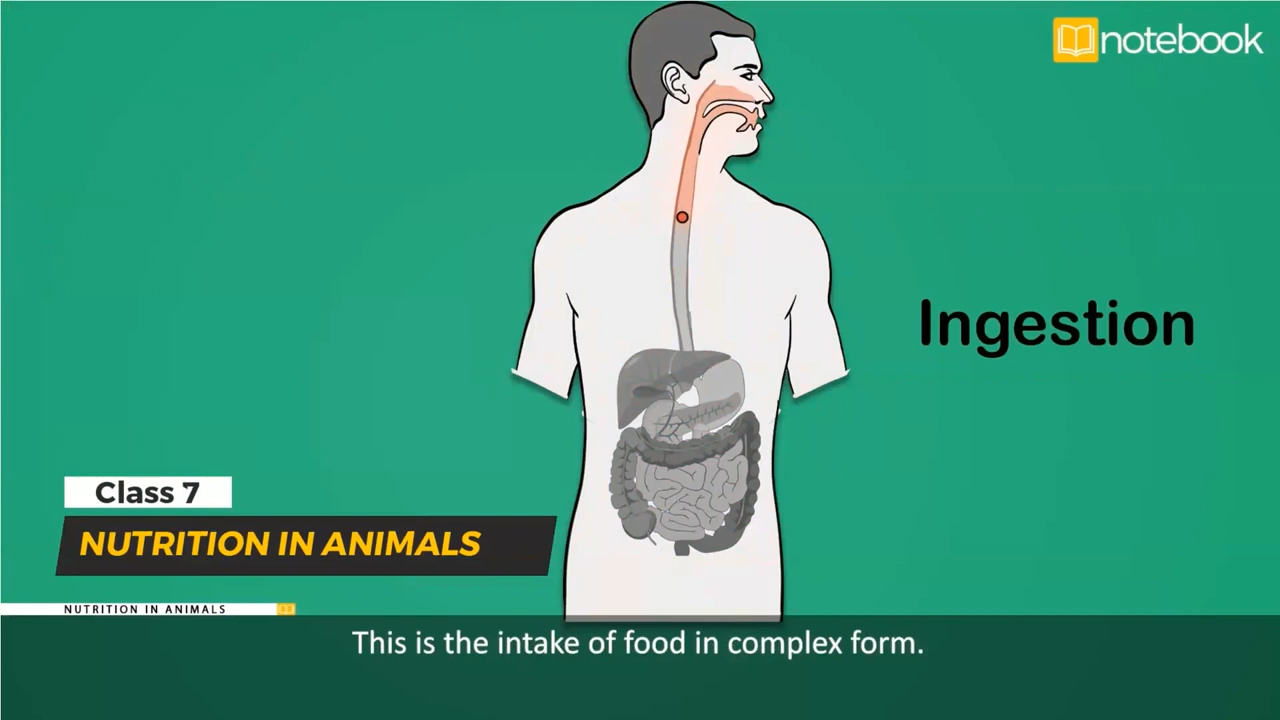 notebook
Ingestion
Class 7
NUTRITION IN ANIMALS
NUTRITION IN ANIMALS
This is the intake of food in complex form.